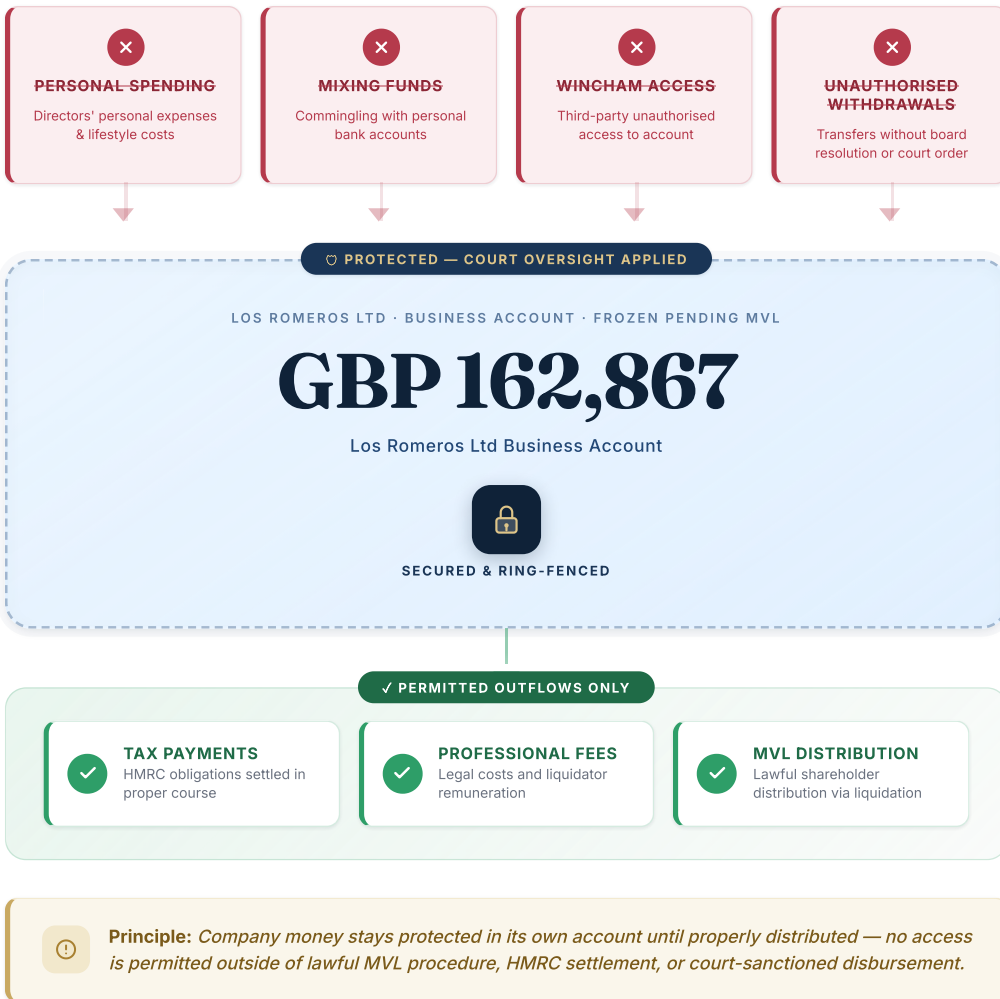 PERSONAL SPENDING
Directors' personal expenses
& lifestyle costs
MIXING FUNDS
Commingling with personal
bank accounts
WINCHAM ACCESS
Third-party unauthorised
access to account
UNAUTHORISED
WITHDRAWALS
Transfers without board
resolution or court order
PROTECTED — COURT OVERSIGHT APPLIED
LOS ROMEROS LTD · BUSINESS ACCOUNT · FROZEN PENDING MVL
GBP 162,867
Los Romeros Ltd Business Account
SECURED & RING-FENCED
✓ PERMITTED OUTFLOWS ONLY
TAX PAYMENTS
HMRC obligations settled in
proper course
PROFESSIONAL FEES
Legal costs and liquidator
remuneration
MVL DISTRIBUTION
Lawful shareholder
distribution via liquidation
Principle: Company money stays protected in its own account until properly distributed — no access
is permitted outside of lawful MVL procedure, HMRC settlement, or court-sanctioned disbursement.